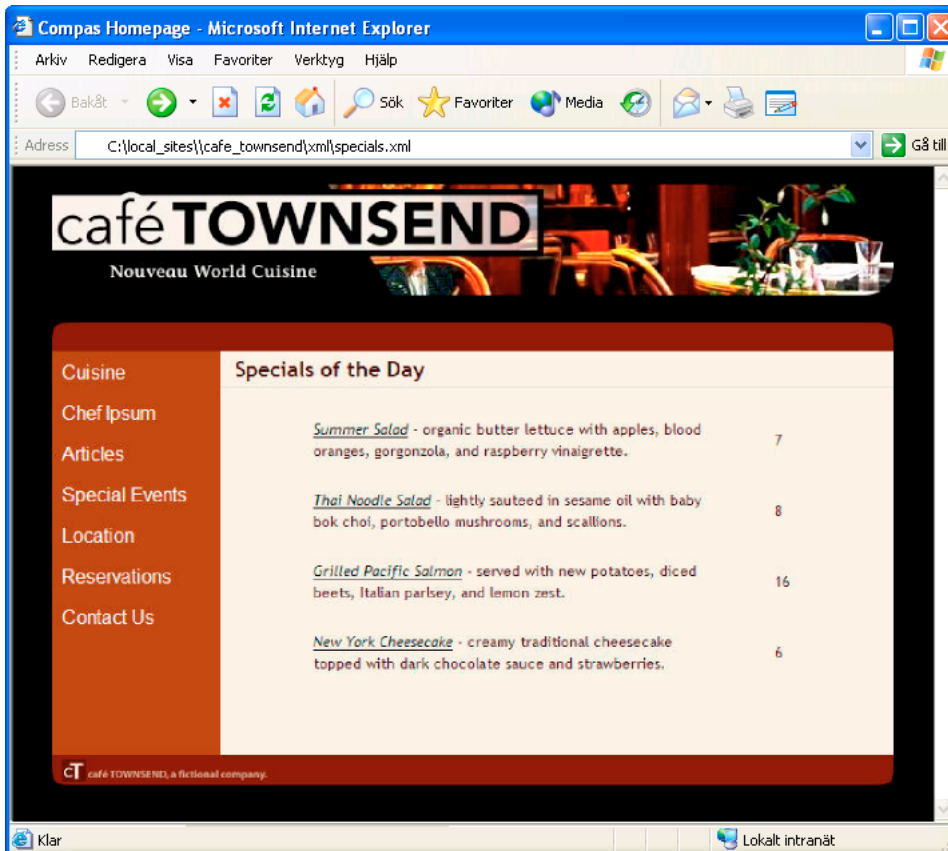 Compas Homepage - Microsoft Internet Explorer
Arkiv Redigera Visa Favoriter Verktyg Hjälp
Bakåt Sök Favoriter Media
Adress C:\local_sites\\cafe_townsend\xml\specials.xml Gå till
café TOWNSEND
Nouveau World Cuisine
Cuisine
Chef Ipsum
Articles
Special Events
Location
Reservations
Contact Us
Specials of the Day
Summer Salad - organic butter lettuce with apples, blood
oranges, gorgonzola, and raspberry vinaigrette.
7
Thai Noodle Salad - lightly sauteed in sesame oil with baby
bok choi, portobello mushrooms, and scallions.
8
Grilled Pacific Salmon - served with new potatoes, diced
beets, Italian parlsey, and lemon zest.
16
New York Cheesecake - creamy traditional cheesecake
topped with dark chocolate sauce and strawberries.
6
cT café TOWNSEND, a fictional company.
Klar Lokalt intranät